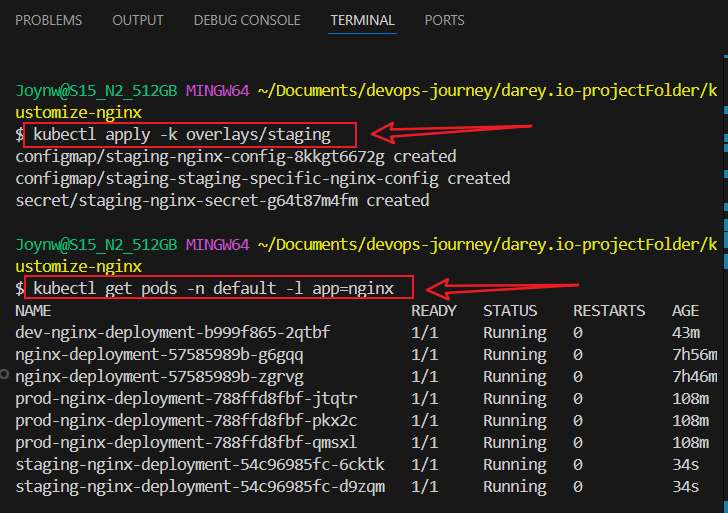 PROBLEMS OUTPUT DEBUG CONSOLE TERMINAL PORTS
Joynw@S15_N2_512GB MINGW64 ~/Documents/devops-journey/darey.io-projectFolder/k
ustomize-nginx
$ kubectl apply -k overlays/staging
configmap/staging-nginx-config-8kkgt6672g created
configmap/staging-staging-specific-nginx-config created
secret/staging-nginx-secret-g64t87m4fm created
Joynw@S15_N2_512GB MINGW64 ~/Documents/devops-journey/darey.io-projectFolder/k
ustomize-nginx
$ kubectl get pods -n default -l app=nginx
NAME READY STATUS RESTARTS AGE
dev-nginx-deployment-b999f865-2qtbf 1/1 Running 0 43m
nginx-deployment-57585989b-g6gqq 1/1 Running 0 7h56m
nginx-deployment-57585989b-zgrvg 1/1 Running 0 7h46m
prod-nginx-deployment-788ffd8fbf-jtqtr 1/1 Running 0 108m
prod-nginx-deployment-788ffd8fbf-pkx2c 1/1 Running 0 108m
prod-nginx-deployment-788ffd8fbf-qmsxl 1/1 Running 0 108m
staging-nginx-deployment-54c96985fc-6cktk 1/1 Running 0 34s
staging-nginx-deployment-54c96985fc-d9zqm 1/1 Running 0 34s